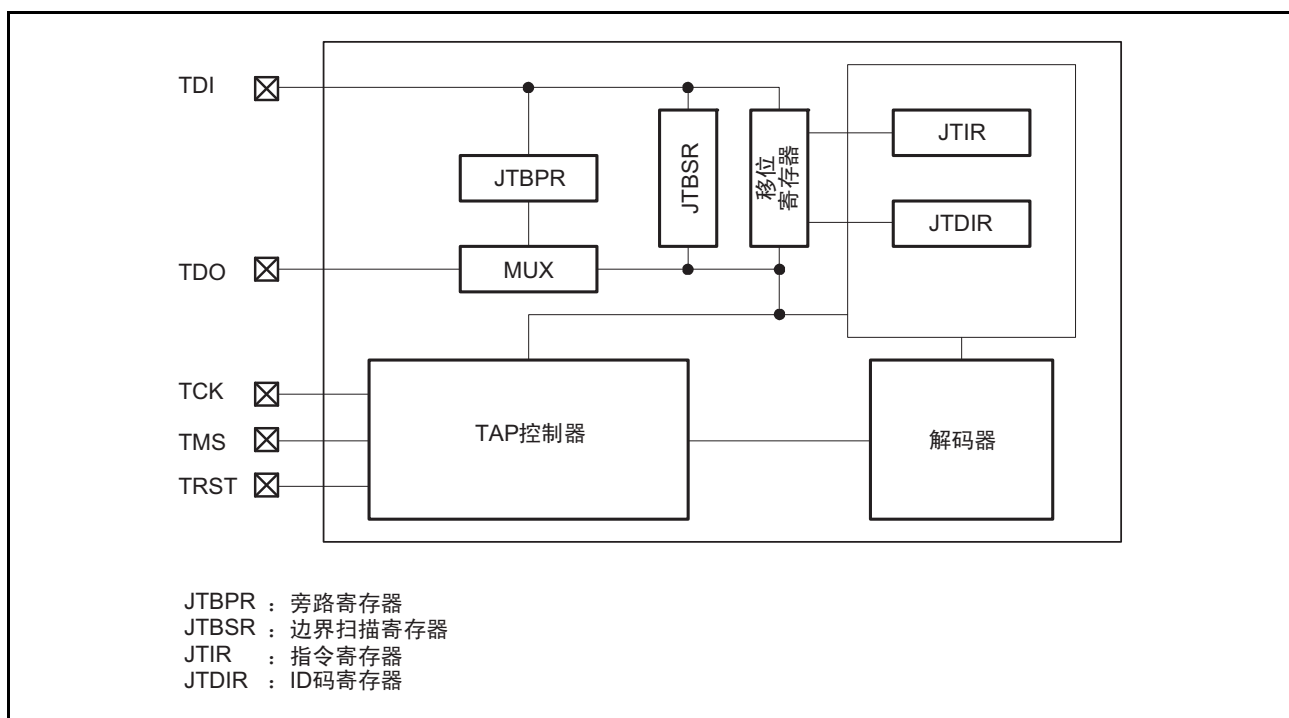 TDI
JTBPR
JTBSR
移位
寄存器
JTIR
JTDIR
TDO
MUX
TCK
TMS
TRST
TAP控制器
解码器
JTBPR : 旁路寄存器
JTBSR : 边界扫描寄存器
JTIR : 指令寄存器
JTDIR : ID码寄存器